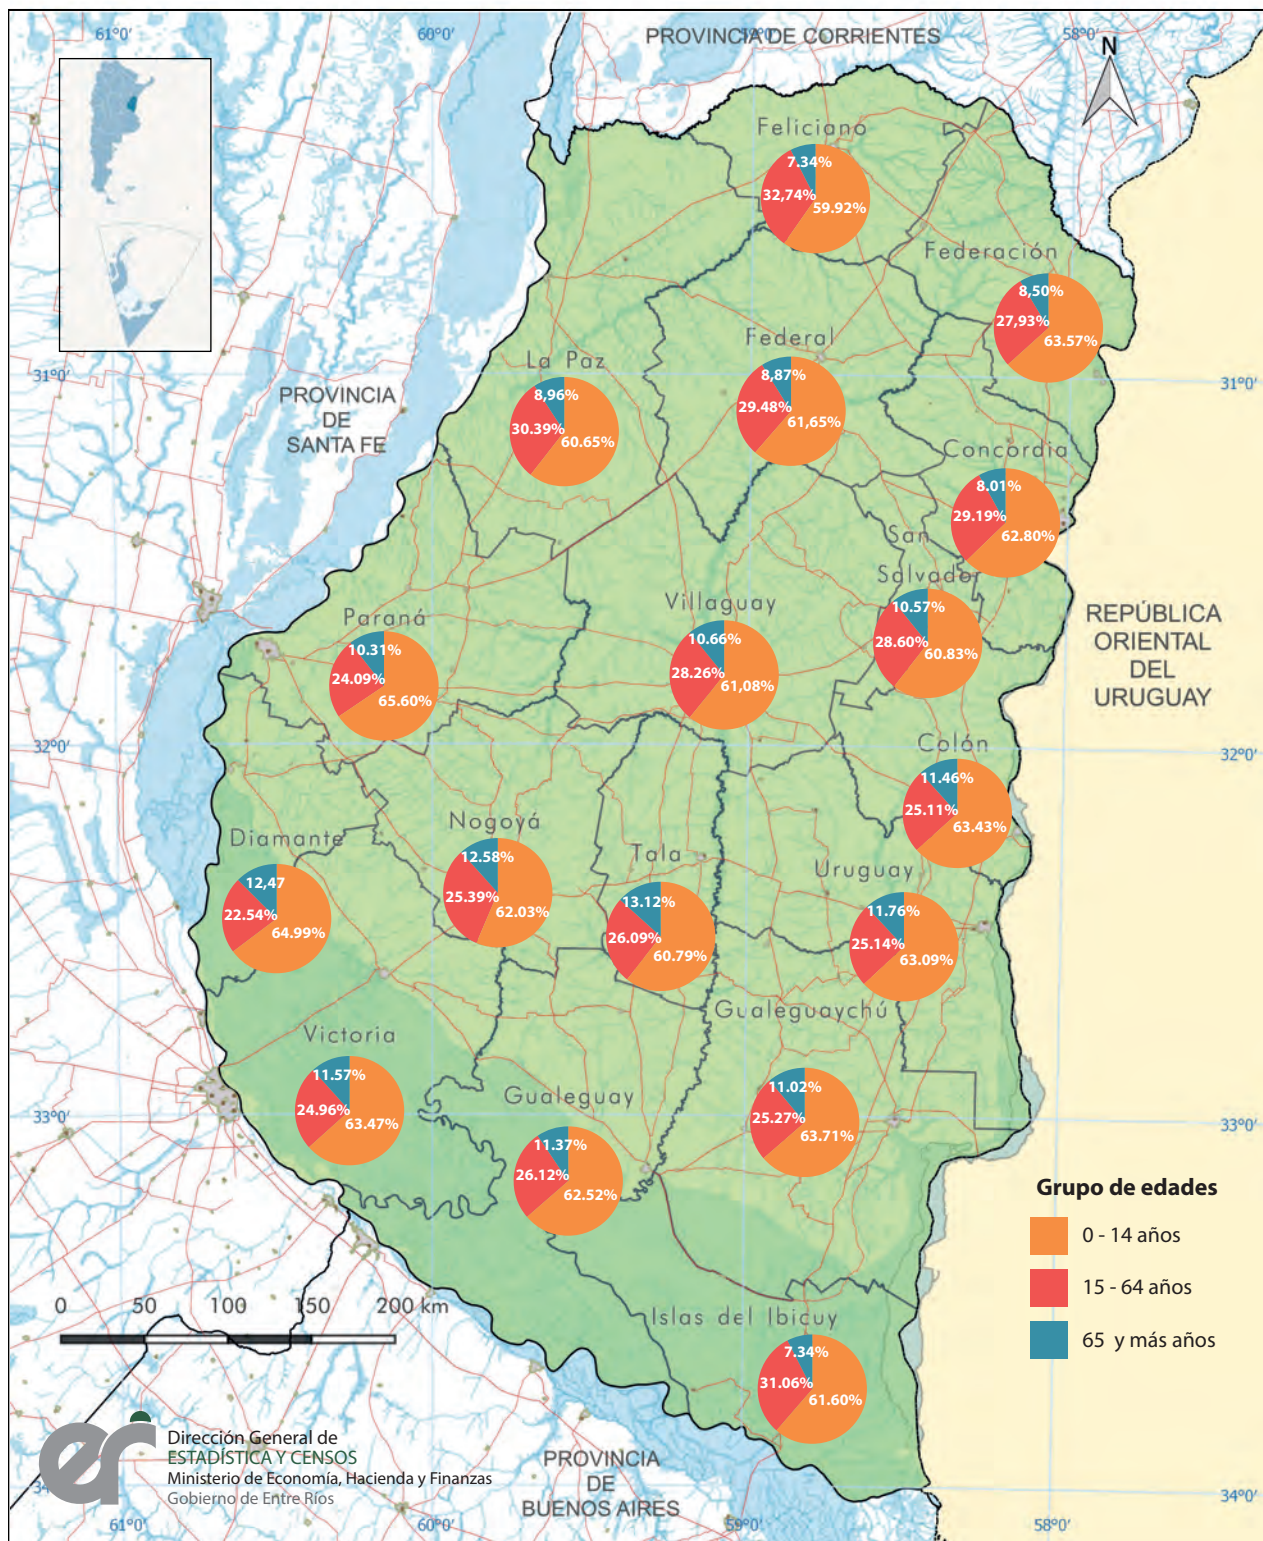 61°0'
60°0'
59°0'
58°0'
PROVINCIA DE CORRIENTES
N
Feliciano
7.34%
32,74%
59.92%
Federación
8,50%
27,93%
63.57%
La Paz
8,96%
30.39%
60.65%
Federal
8,87%
29.48%
61,65%
31°0'
31°0'
PROVINCIA
DE
SANTA FE
Concordia
8.01%
29.19%
62.80%
San
Salvador
10.57%
28.60%
60.83%
Villaguay
10.66%
28.26%
61,08%
Paraná
10.31%
24.09%
65.60%
REPÚBLICA
ORIENTAL
DEL
URUGUAY
32°0'
32°0'
Colón
11.46%
25.11%
63.43%
Diamante
12,47
22.54%
64.99%
Nogoyá
12.58%
25.39%
62.03%
Tala
13.12%
26.09%
60.79%
Uruguay
11.76%
25.14%
63.09%
Gualeguaychú
11.02%
25.27%
63.71%
Victoria
11.57%
24.96%
63.47%
Gualeguay
11.37%
26.12%
62.52%
33°0'
33°0'
Grupo de edades
0 - 14 años
15 - 64 años
65 y más años
0 50 100 150 200 km
Islas del Ibicuy
7.34%
31.06%
61.60%
er
Dirección General de
ESTADÍSTICA Y CENSOS
Ministerio de Economía, Hacienda y Finanzas
Gobierno de Entre Ríos
PROVINCIA
DE
BUENOS AIRES
34°0'
61°0'
60°0'
59°0'
58°0'